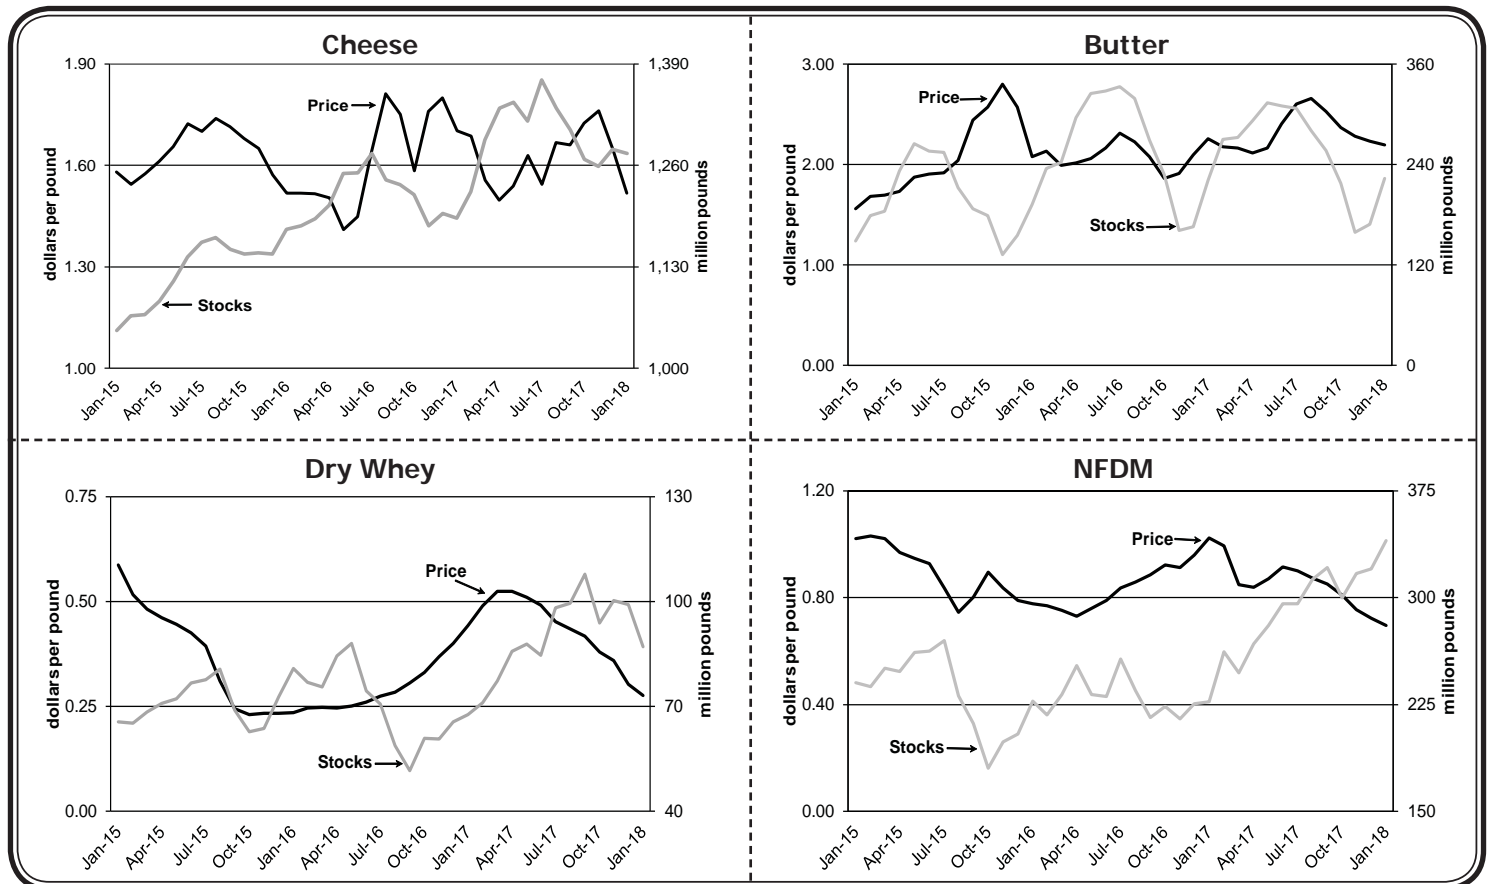 Cheese
1.90
1.60
1.30
1.00
dollars per pound
1,390
1,260
1,130
1,000
million pounds
Price
Stocks
Jan-15
Apr-15
Jul-15
Oct-15
Jan-16
Apr-16
Jul-16
Oct-16
Jan-17
Apr-17
Jul-17
Oct-17
Jan-18
Butter
3.00
2.00
1.00
0.00
dollars per pound
360
240
120
0
million pounds
Price
Stocks
Jan-15
Apr-15
Jul-15
Oct-15
Jan-16
Apr-16
Jul-16
Oct-16
Jan-17
Apr-17
Jul-17
Oct-17
Jan-18
Dry Whey
0.75
0.50
0.25
0.00
dollars per pound
130
100
70
40
million pounds
Price
Stocks
Jan-15
Apr-15
Jul-15
Oct-15
Jan-16
Apr-16
Jul-16
Oct-16
Jan-17
Apr-17
Jul-17
Oct-17
Jan-18
NFDM
1.20
0.80
0.40
0.00
dollars per pound
375
300
225
150
million pounds
Price
Stocks
Jan-15
Apr-15
Jul-15
Oct-15
Jan-16
Apr-16
Jul-16
Oct-16
Jan-17
Apr-17
Jul-17
Oct-17
Jan-18